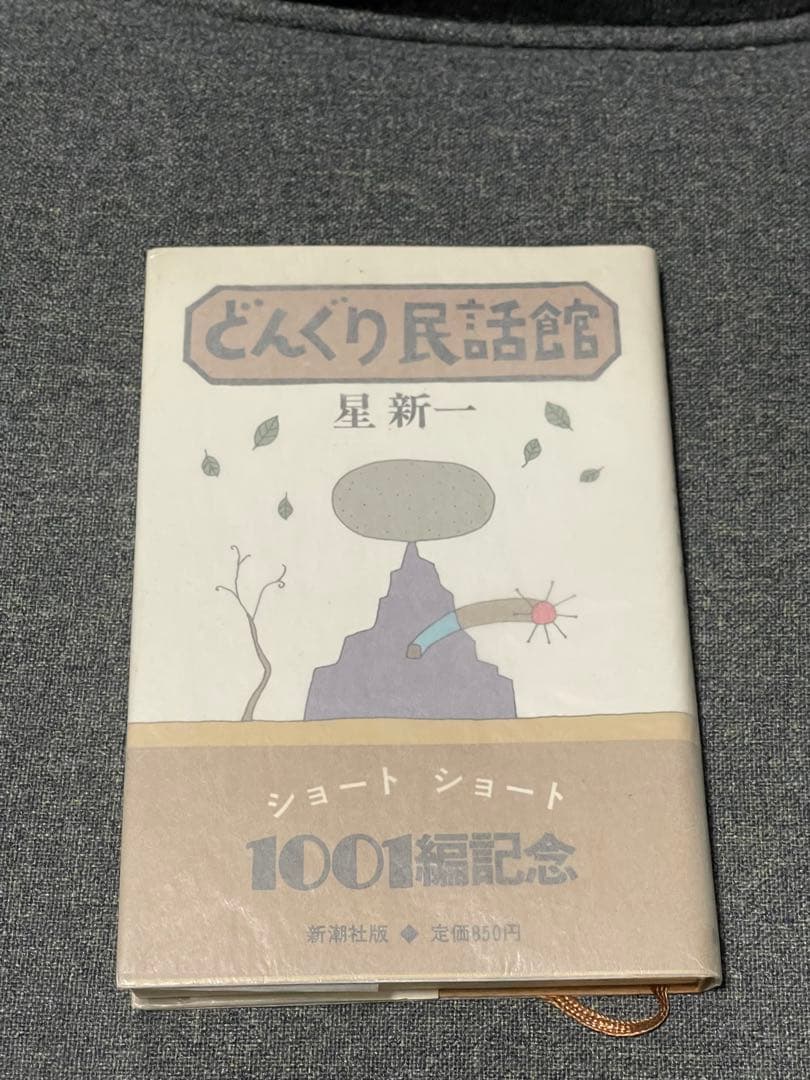 どんぐり民話館
星 新一
ショート ショート
1001編記念
新潮社版 ◆ 定価850円